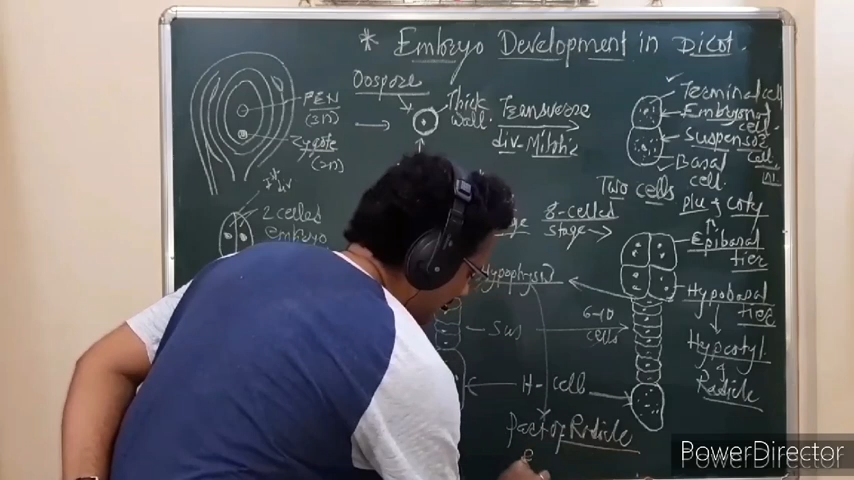 * Embryo Development in Dicot.
Oospore
PEN
(3n)
Zygote
(2n)
Thick
wall.
Transverse
div-Mitotic
Terminal cell
Embryonal
cell.
Suspensor
cell.
Basal
cell.
Two cells
2 celled
embryo
8-celled
stage
plu & coty
Epibasal
tier
Hypobasal
tier
Hypocotyl
&
Radicle
Sus
6-10
cells
H-cell
Part of Radicle
PowerDirector